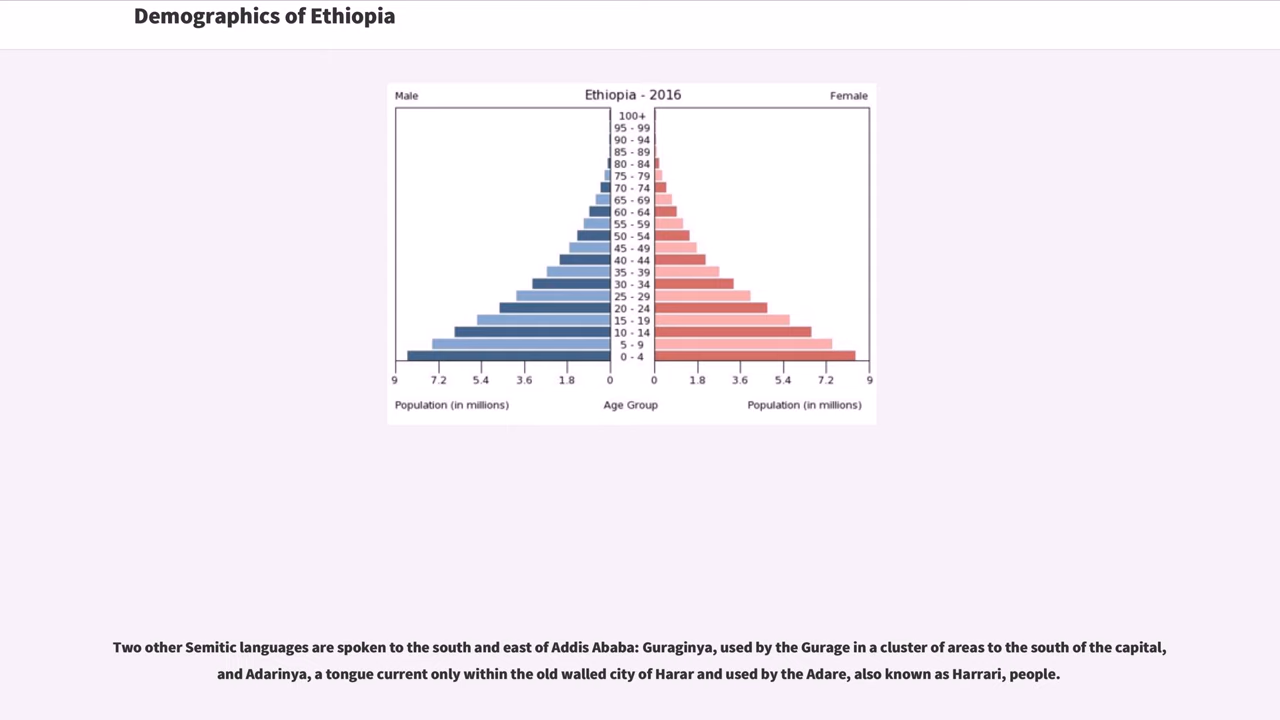 Demographics of Ethiopia
Male Ethiopia - 2016 Female
100+
95 - 99
90 - 94
85 - 89
80 - 84
75 - 79
70 - 74
65 - 69
60 - 64
55 - 59
50 - 54
45 - 49
40 - 44
35 - 39
30 - 34
25 - 29
20 - 24
15 - 19
10 - 14
5 - 9
0 - 4
9 7.2 5.4 3.6 1.8 0 0 1.8 3.6 5.4 7.2 9
Population (in millions) Age Group Population (in millions)
Two other Semitic languages are spoken to the south and east of Addis Ababa: Guraginya, used by the Gurage in a cluster of areas to the south of the capital,
and Adarinya, a tongue current only within the old walled city of Harar and used by the Adare, also known as Harrari, people.